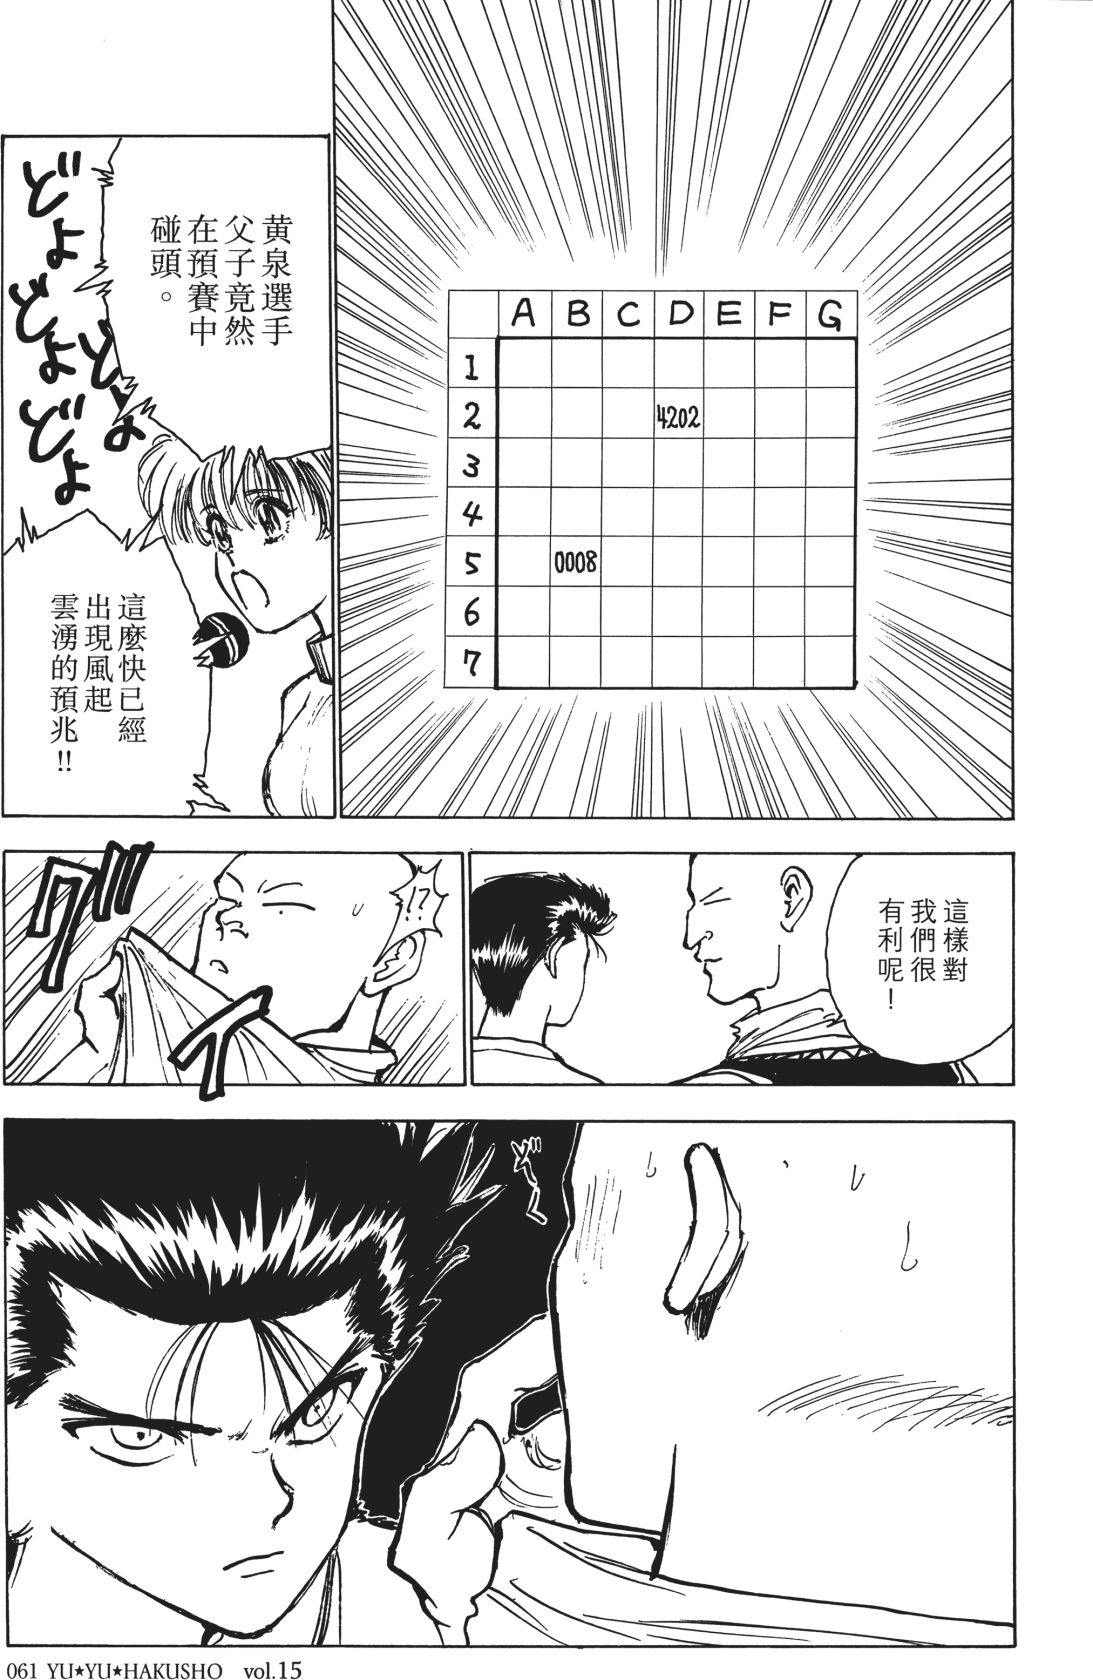 A B C D E F G
1
2 4202
3
4
5 0008
6
7
黄泉選手
父子竟然
在預賽中
碰頭。
どよ
どよ
どよ
どよ
這麼快已經
出現風起
雲湧的預兆!!
這樣對
我們很
有利呢!
!?
グイ
061 YU★YU★HAKUSHO vol.15